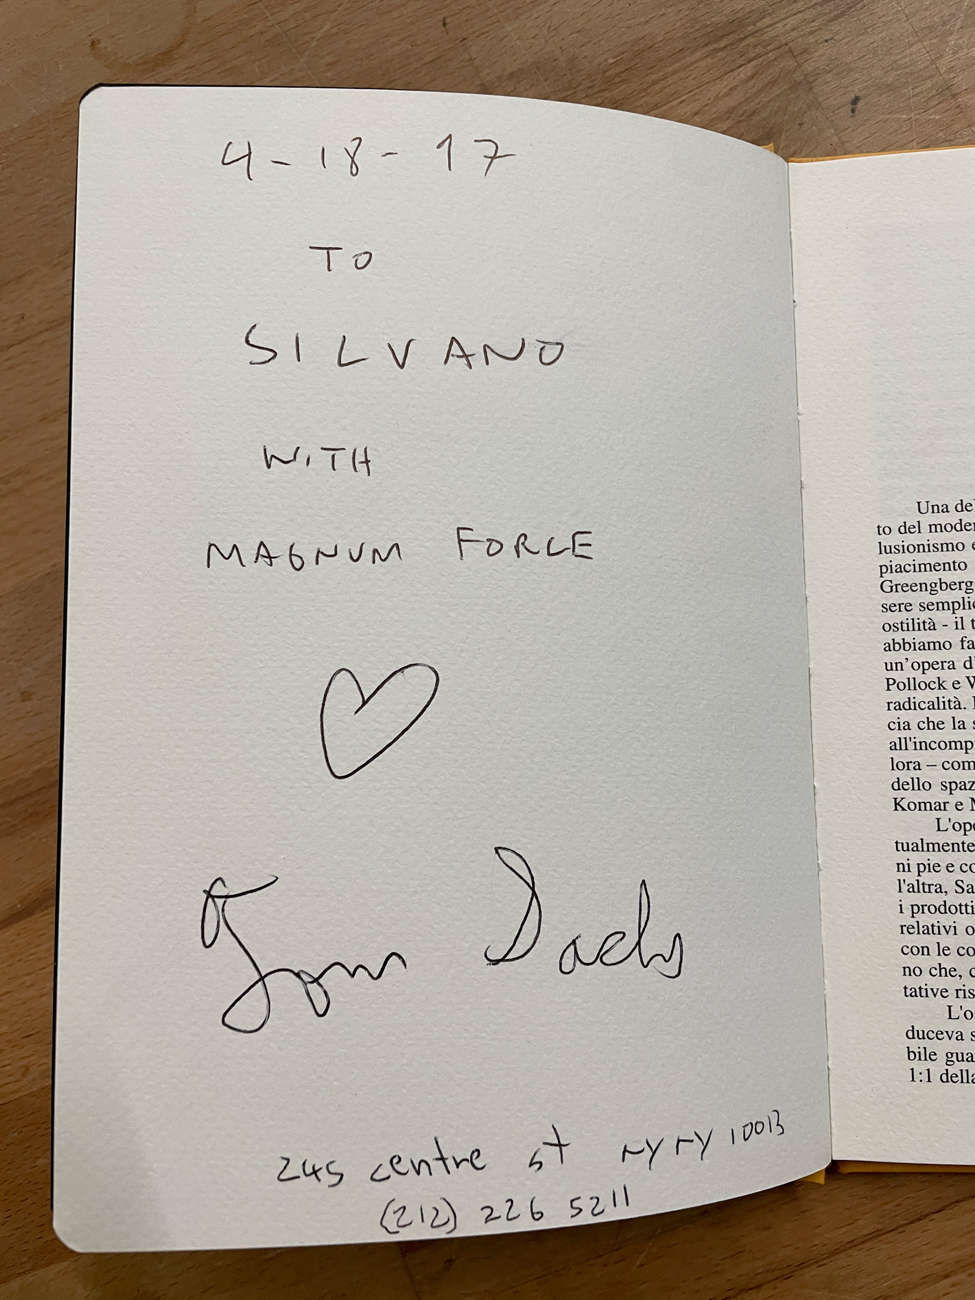 4-18-17
TO
SILVANO
WITH
MAGNUM FORCE
Tom Sachs
245 centre st NY NY 10013
(212) 226 5211
Una del
to del moder
lusionismo e
piacimento
Greengberg
sere semplic
ostilità - il t
abbiamo fa
un'opera d
Pollock e W
radicalità. I
cia che la s
all'incomp
lora – com
dello spaz
Komar e M
L'ope
tualmente
ni pie e co
l'altra, Sa
i prodotti
relativi o
con le co
no che, c
tative ris
L'o
duceva s
bile gua
1:1 della